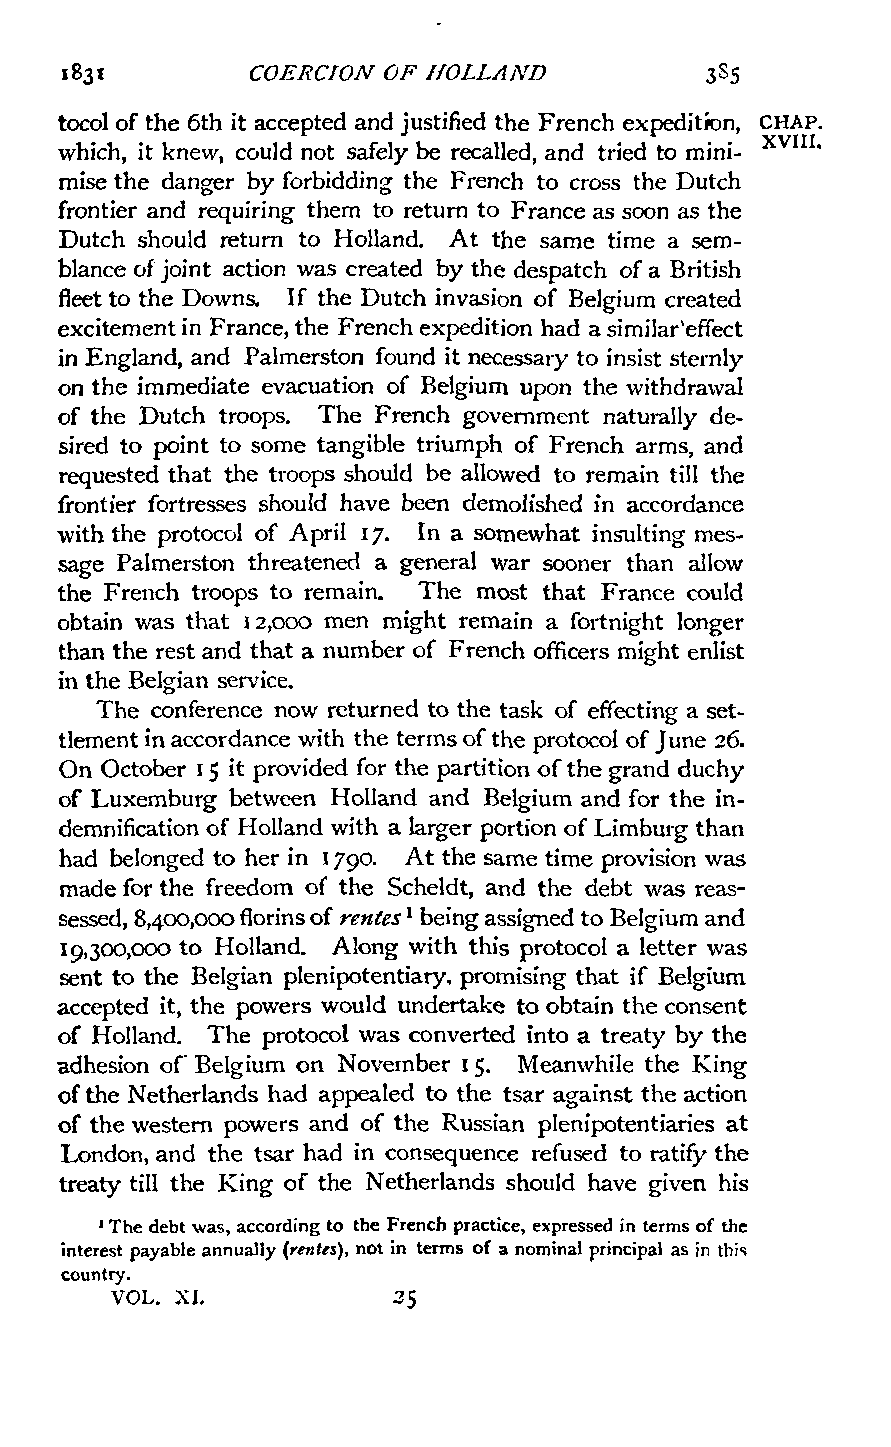 1831 COERCION OF HOLLAND 385
tocol of the 6th it accepted and justified the French expedition, CHAP.
which, it knew, could not safely be recalled, and tried to mini- XVIII.
mise the danger by forbidding the French to cross the Dutch
frontier and requiring them to return to France as soon as the
Dutch should return to Holland. At the same time a sem-
blance of joint action was created by the despatch of a British
fleet to the Downs. If the Dutch invasion of Belgium created
excitement in France, the French expedition had a similar effect
in England, and Palmerston found it necessary to insist sternly
on the immediate evacuation of Belgium upon the withdrawal
of the Dutch troops. The French government naturally de-
sired to point to some tangible triumph of French arms, and
requested that the troops should be allowed to remain till the
frontier fortresses should have been demolished in accordance
with the protocol of April 17. In a somewhat insulting mes-
sage Palmerston threatened a general war sooner than allow
the French troops to remain. The most that France could
obtain was that 12,000 men might remain a fortnight longer
than the rest and that a number of French officers might enlist
in the Belgian service.
The conference now returned to the task of effecting a set-
tlement in accordance with the terms of the protocol of June 26.
On October 15 it provided for the partition of the grand duchy
of Luxemburg between Holland and Belgium and for the in-
demnification of Holland with a larger portion of Limburg than
had belonged to her in 1790. At the same time provision was
made for the freedom of the Scheldt, and the debt was reas-
sessed, 8,400,000 florins of rentes¹ being assigned to Belgium and
19,300,000 to Holland. Along with this protocol a letter was
sent to the Belgian plenipotentiary, promising that if Belgium
accepted it, the powers would undertake to obtain the consent
of Holland. The protocol was converted into a treaty by the
adhesion of Belgium on November 15. Meanwhile the King
of the Netherlands had appealed to the tsar against the action
of the western powers and of the Russian plenipotentiaries at
London, and the tsar had in consequence refused to ratify the
treaty till the King of the Netherlands should have given his
¹ The debt was, according to the French practice, expressed in terms of the
interest payable annually (rentes), not in terms of a nominal principal as in this
country.
VOL. XI. 25